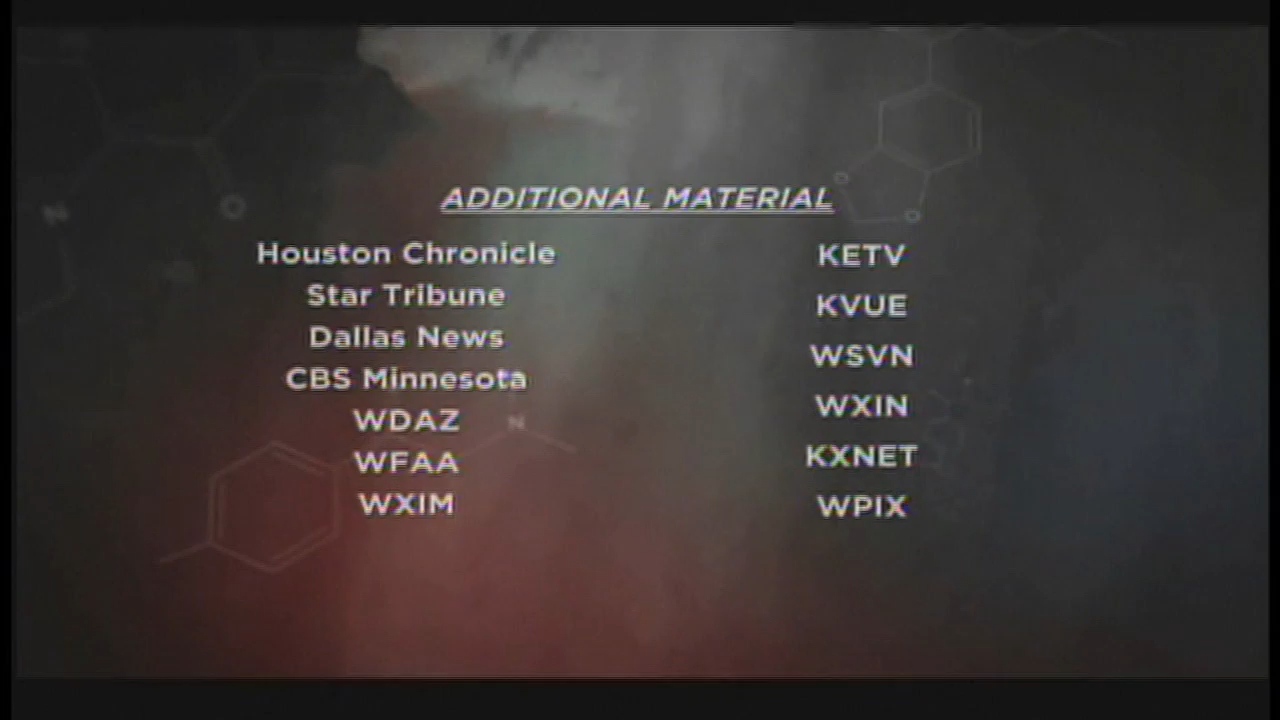 ADDITIONAL MATERIAL
Houston Chronicle
Star Tribune
Dallas News
CBS Minnesota
WDAZ
WFAA
WXIM
KETV
KVUE
WSVN
WXIN
KXNET
WPIX
N
O
O
O
N